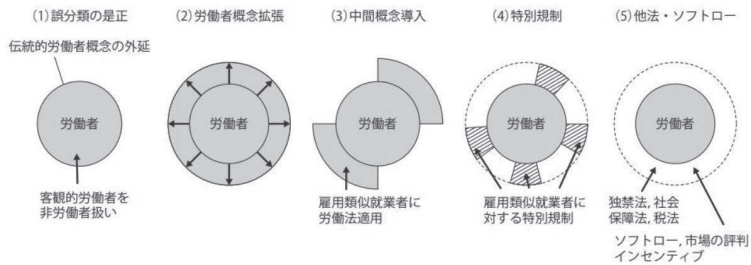 (1)誤分類の是正
(2)労働者概念拡張
(3)中間概念導入
(4)特別規制
(5)他法・ソフトロー
伝統的労働者概念の外延
労働者
労働者
労働者
労働者
労働者
客観的労働者を
非労働者扱い
雇用類似就業者に
労働法適用
雇用類似就業者に
対する特別規制
独禁法, 社会
保障法, 税法
ソフトロー, 市場の評判
インセンティブ